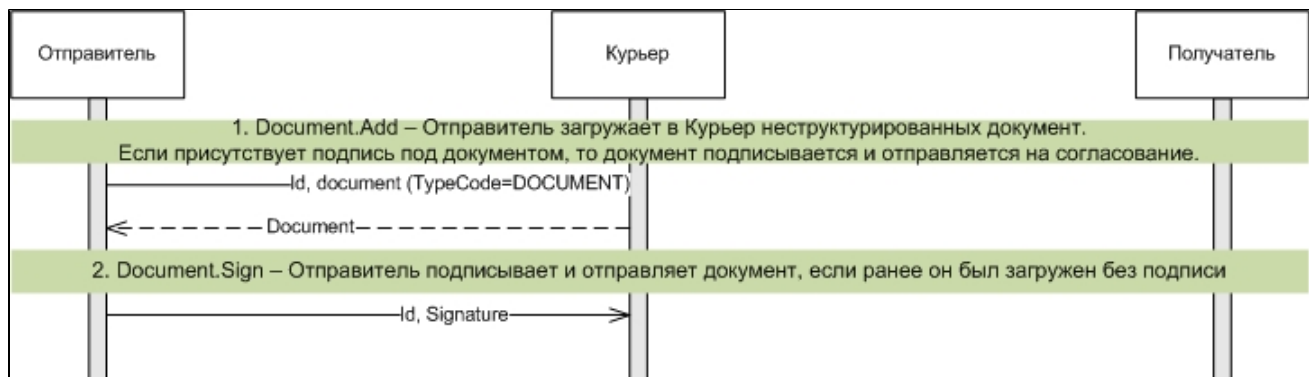 Отправитель
Курьер
Получатель
1. Document.Add – Отправитель загружает в Курьер неструктурированных документ.
Если присутствует подпись под документом, то документ подписывается и отправляется на согласование.
Id, document (TypeCode=DOCUMENT)
Document
2. Document.Sign – Отправитель подписывает и отправляет документ, если ранее он был загружен без подписи
Id, Signature